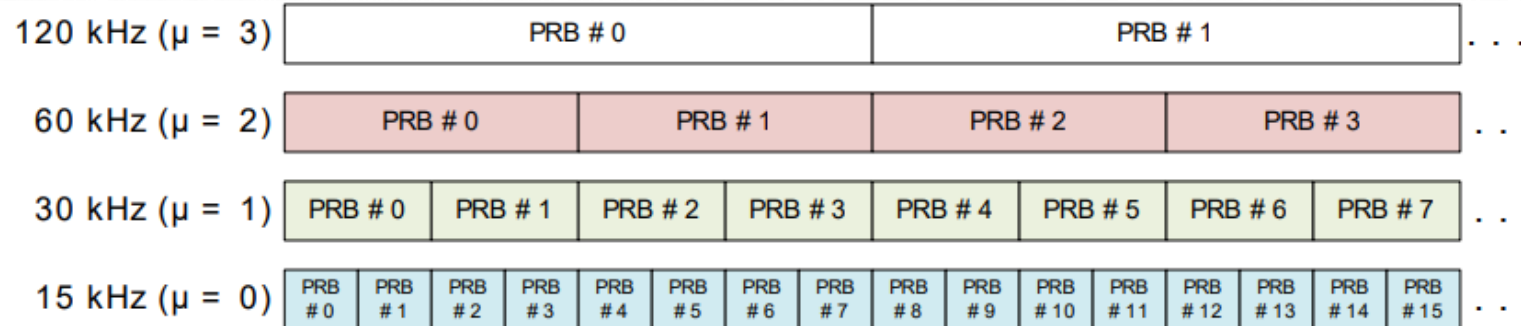 120 kHz (μ = 3) PRB # 0 PRB # 1 . . .
60 kHz (μ = 2) PRB # 0 PRB # 1 PRB # 2 PRB # 3 . .
30 kHz (μ = 1) PRB # 0 PRB # 1 PRB # 2 PRB # 3 PRB # 4 PRB # 5 PRB # 6 PRB # 7 . .
15 kHz (μ = 0) PRB # 0 PRB # 1 PRB # 2 PRB # 3 PRB # 4 PRB # 5 PRB # 6 PRB # 7 PRB # 8 PRB # 9 PRB # 10 PRB # 11 PRB # 12 PRB # 13 PRB # 14 PRB # 15 . .